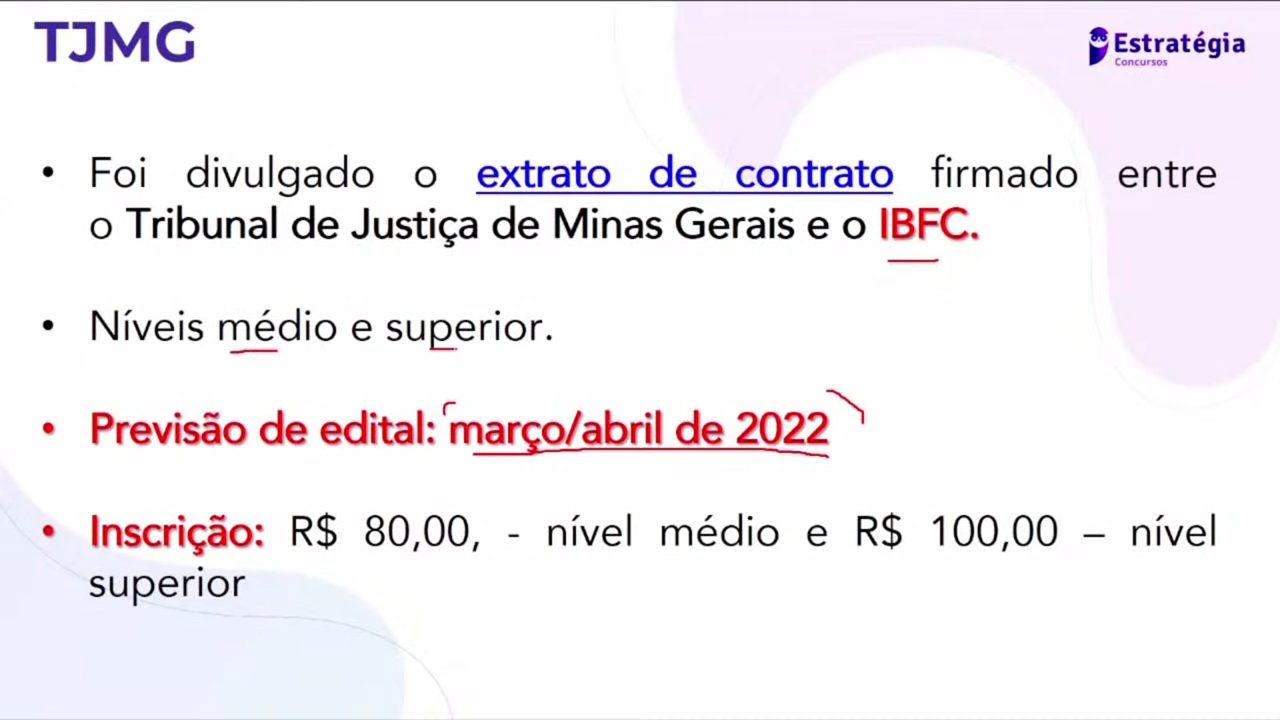 TJMG
Estratégia
Concursos
• Foi divulgado o extrato de contrato firmado entre
o Tribunal de Justiça de Minas Gerais e o IBFC.
• Níveis médio e superior.
• Previsão de edital: março/abril de 2022
• Inscrição: R$ 80,00, - nível médio e R$ 100,00 – nível
superior